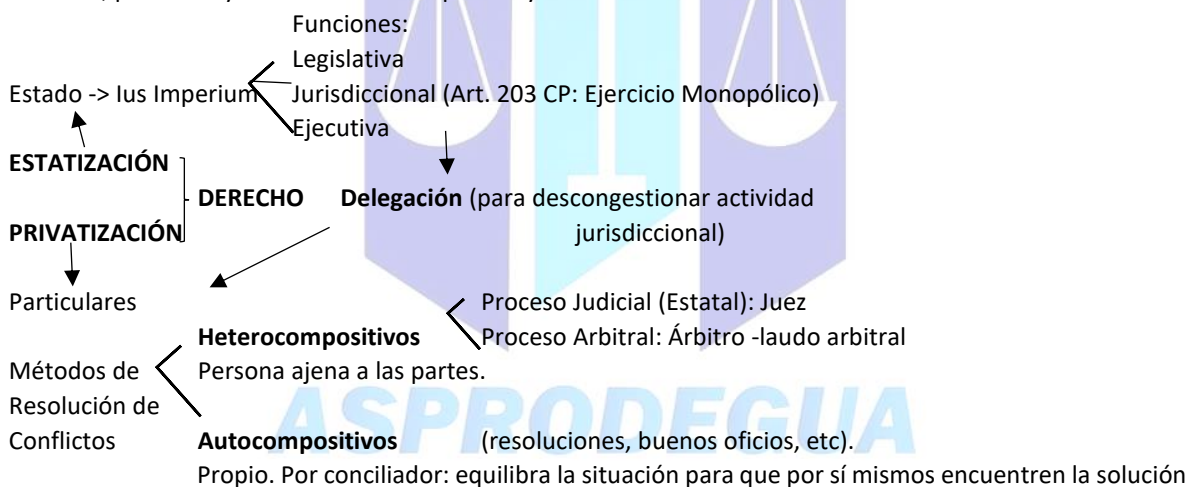 Funciones:
Legislativa
Estado -> Ius Imperium Jurisdiccional (Art. 203 CP: Ejercicio Monopólico)
Ejecutiva
ESTATIZACIÓN
DERECHO Delegación (para descongestionar actividad
PRIVATIZACIÓN jurisdiccional)
Particulares Proceso Judicial (Estatal): Juez
Heterocompositivos Proceso Arbitral: Árbitro -laudo arbitral
Métodos de Persona ajena a las partes.
Resolución de
Conflictos Autocompositivos (resoluciones, buenos oficios, etc).
Propio. Por conciliador: equilibra la situación para que por sí mismos encuentren la solución
ASPRODEGUA